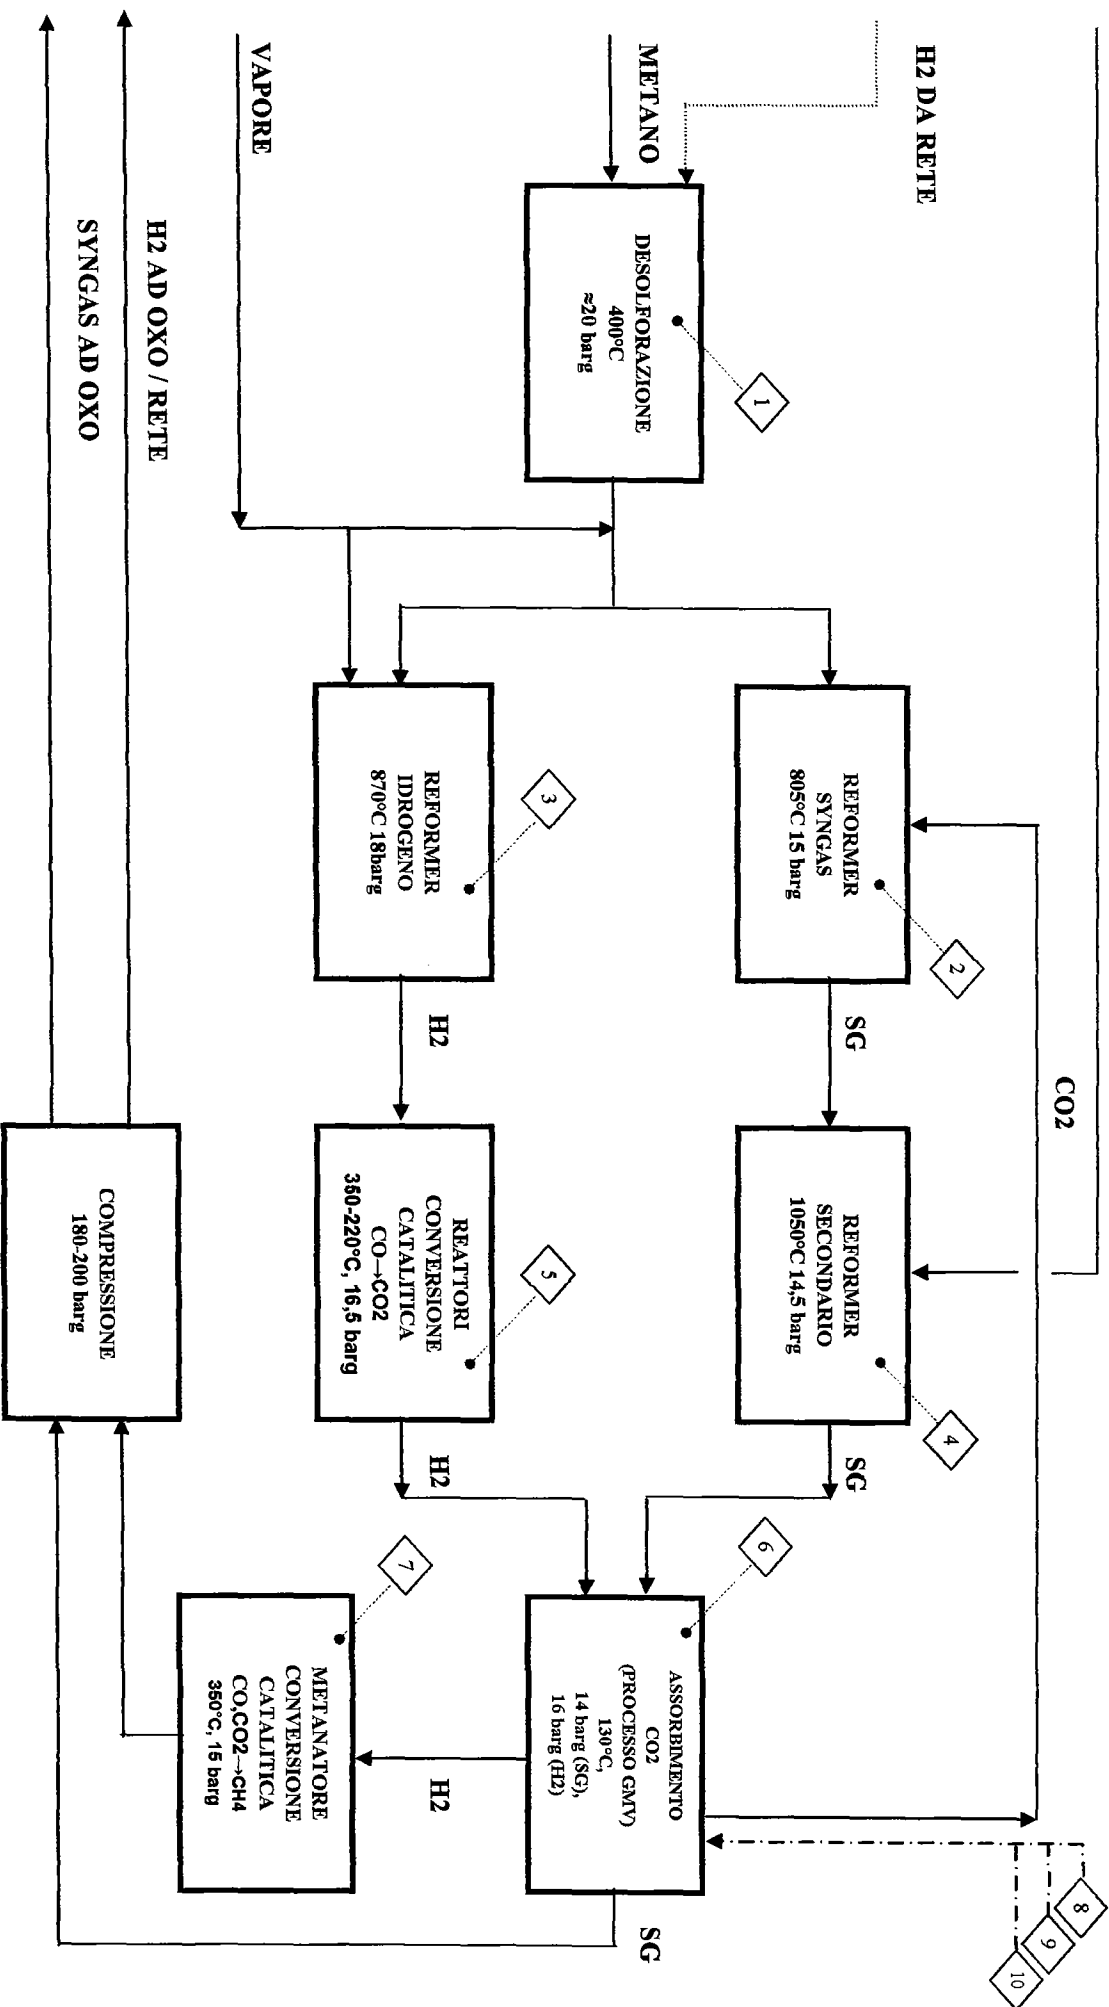 H2 DA RETE
METANO
VAPORE
H2 AD OXO / RETE
SYNGAS AD OXO
DESOLFORAZIONE
400°C
≈20 barg
1
REFORMER
SYNGAS
805°C 15 barg
2
REFORMER
IDROGENO
870°C 18barg
3
SG
H2
CO2
REFORMER
SECONDARIO
1050°C 14,5 barg
4
REATTORI
CONVERSIONE
CATALITICA
CO→CO2
350-220°C, 16,5 barg
5
COMPRESSIONE
180-200 barg
SG
H2
ASSORBIMENTO
CO2
(PROCESSO GMV)
130°C,
14 barg (SG),
16 barg (H2)
6
H2
METANATORE
CONVERSIONE
CATALITICA
CO,CO2→CH4
350°C, 15 barg
7
SG
8
9
10